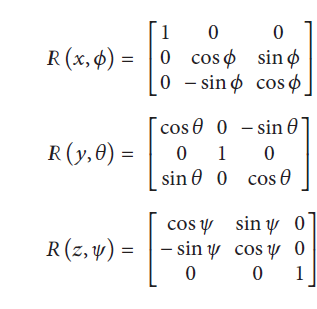 R (x, ϕ) = [1 0 0
0 cos ϕ sin ϕ
0 − sin ϕ cos ϕ]
R (y, θ) = [cos θ 0 − sin θ
0 1 0
sin θ 0 cos θ]
R (z, ψ) = [cos ψ sin ψ 0
− sin ψ cos ψ 0
0 0 1]